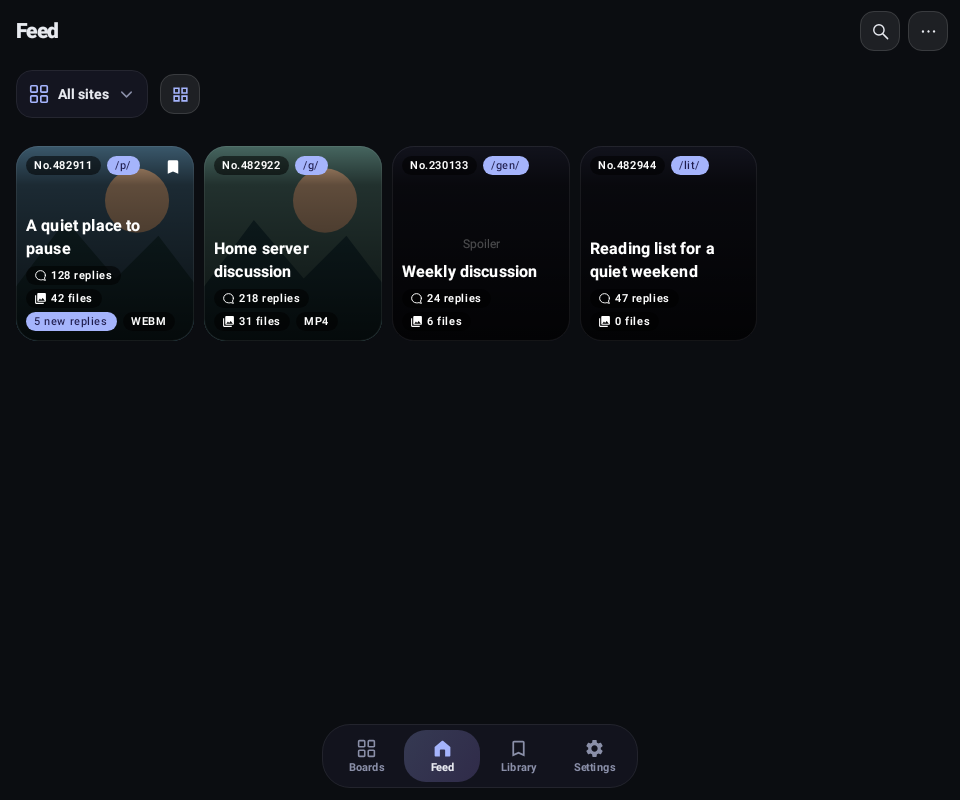 Feed
All sites
No.482911 /p/
A quiet place to
pause
128 replies
42 files
5 new replies WEBM
No.482922 /g/
Home server
discussion
218 replies
31 files MP4
No.230133 /gen/
Spoiler
Weekly discussion
24 replies
6 files
No.482944 /lit/
Reading list for a
quiet weekend
47 replies
0 files
Boards Feed Library Settings